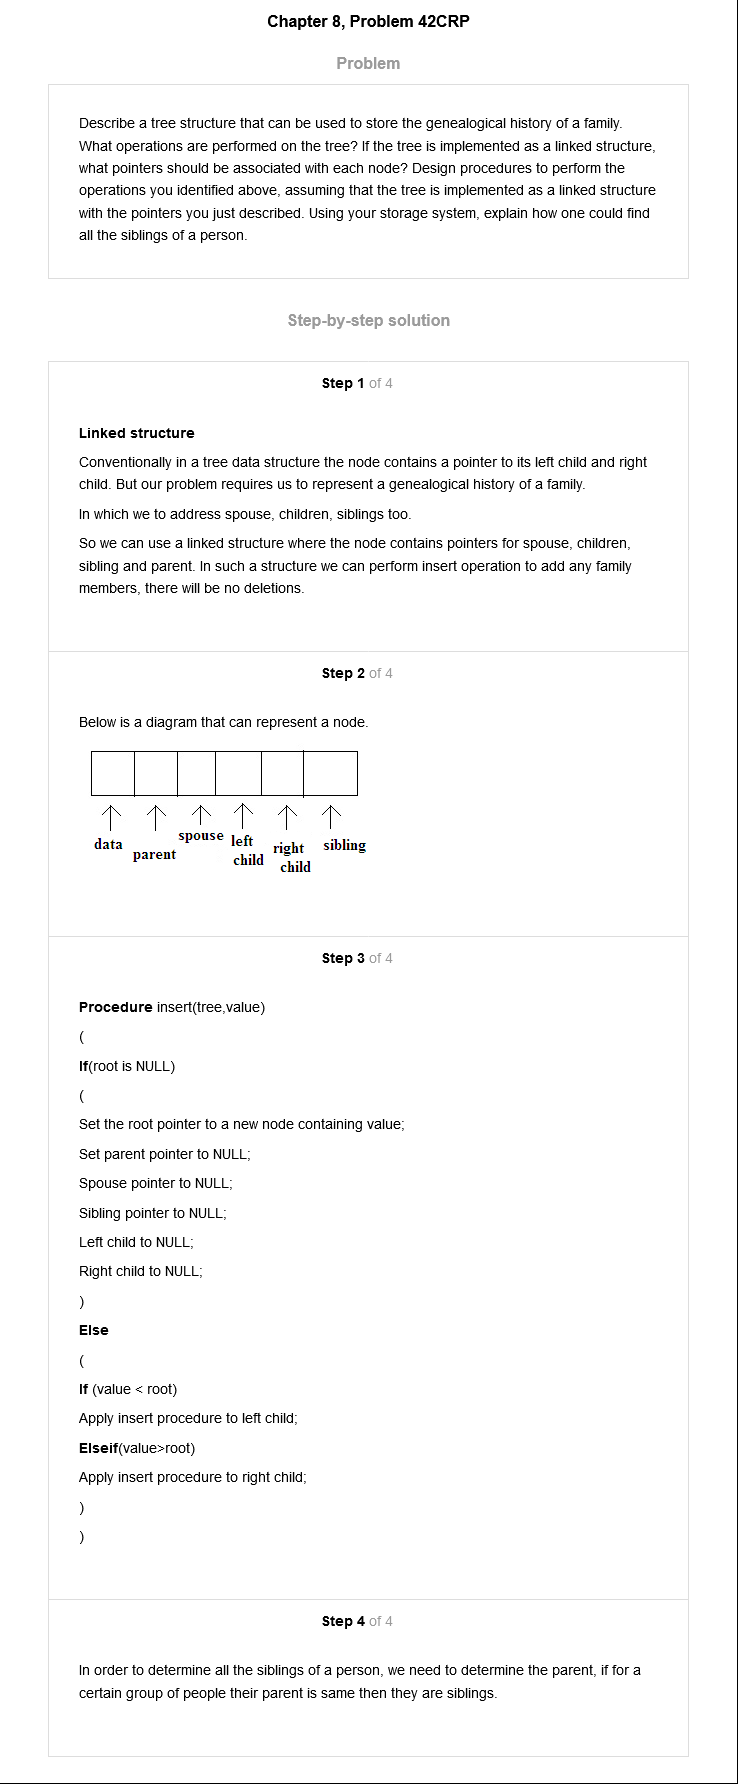 Chapter 8, Problem 42CRP
Problem
Describe a tree structure that can be used to store the genealogical history of a family.
What operations are performed on the tree? If the tree is implemented as a linked structure,
what pointers should be associated with each node? Design procedures to perform the
operations you identified above, assuming that the tree is implemented as a linked structure
with the pointers you just described. Using your storage system, explain how one could find
all the siblings of a person.
Step-by-step solution
Step 1 of 4
Linked structure
Conventionally in a tree data structure the node contains a pointer to its left child and right
child. But our problem requires us to represent a genealogical history of a family.
In which we to address spouse, children, siblings too.
So we can use a linked structure where the node contains pointers for spouse, children,
sibling and parent. In such a structure we can perform insert operation to add any family
members, there will be no deletions.
Step 2 of 4
Below is a diagram that can represent a node.
data
parent
spouse
left
child
right
child
sibling
Step 3 of 4
Procedure insert(tree,value)
(
If(root is NULL)
(
Set the root pointer to a new node containing value;
Set parent pointer to NULL;
Spouse pointer to NULL;
Sibling pointer to NULL;
Left child to NULL;
Right child to NULL;
)
Else
(
If (value < root)
Apply insert procedure to left child;
Elseif(value>root)
Apply insert procedure to right child;
)
)
Step 4 of 4
In order to determine all the siblings of a person, we need to determine the parent, if for a
certain group of people their parent is same then they are siblings.